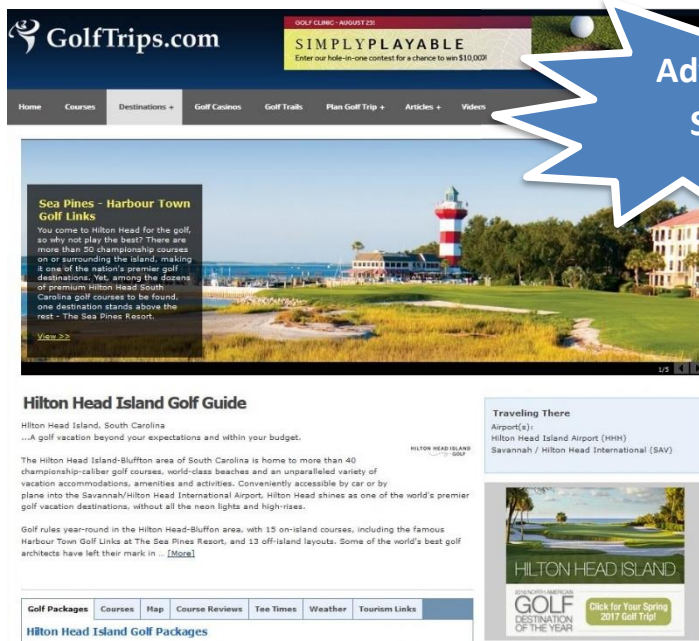 GolfTrips.com
GOLF CLINIC - AUGUST 23!
SIMPLYPLAYABLE
Enter our hole-in-one contest for a chance to win $10,000!
Home Courses Destinations + Golf Casinos Golf Trails Plan Golf Trip + Articles + Videos
Sea Pines - Harbour Town
Golf Links
You come to Hilton Head for the golf,
so why not play the best? There are
more than 50 championship courses
on or surrounding the island, making
it one of the nation's premier golf
destinations. Yet, among the dozens
of premium Hilton Head South
Carolina golf courses to be found,
one destination stands above the
rest - The Sea Pines Resort.
View >>
1/5
Hilton Head Island Golf Guide
Hilton Head Island, South Carolina
...A golf vacation beyond your expectations and within your budget.
HILTON HEAD ISLAND
GOLF
The Hilton Head Island-Bluffton area of South Carolina is home to more than 40
championship-caliber golf courses, world-class beaches and an unparalleled variety of
vacation accommodations, amenities and activities. Conveniently accessible by car or by
plane into the Savannah/Hilton Head International Airport, Hilton Head shines as one of the world's premier
golf vacation destinations, without all the neon lights and high-rises.
Golf rules year-round in the Hilton Head-Bluffon area, with 15 on-island courses, including the famous
Harbour Town Golf Links at The Sea Pines Resort, and 13 off-island layouts. Some of the world's best golf
architects have left their mark in ... [More]
Golf Packages Courses Map Course Reviews Tee Times Weather Tourism Links
Hilton Head Island Golf Packages
Traveling There
Airport(s):
Hilton Head Island Airport (HHH)
Savannah / Hilton Head International (SAV)
HILTON HEAD ISLAND
2016 NORTH AMERICAN
GOLF
DESTINATION
OF THE YEAR
Click for Your Spring
2017 Golf Trip!
Ad
S